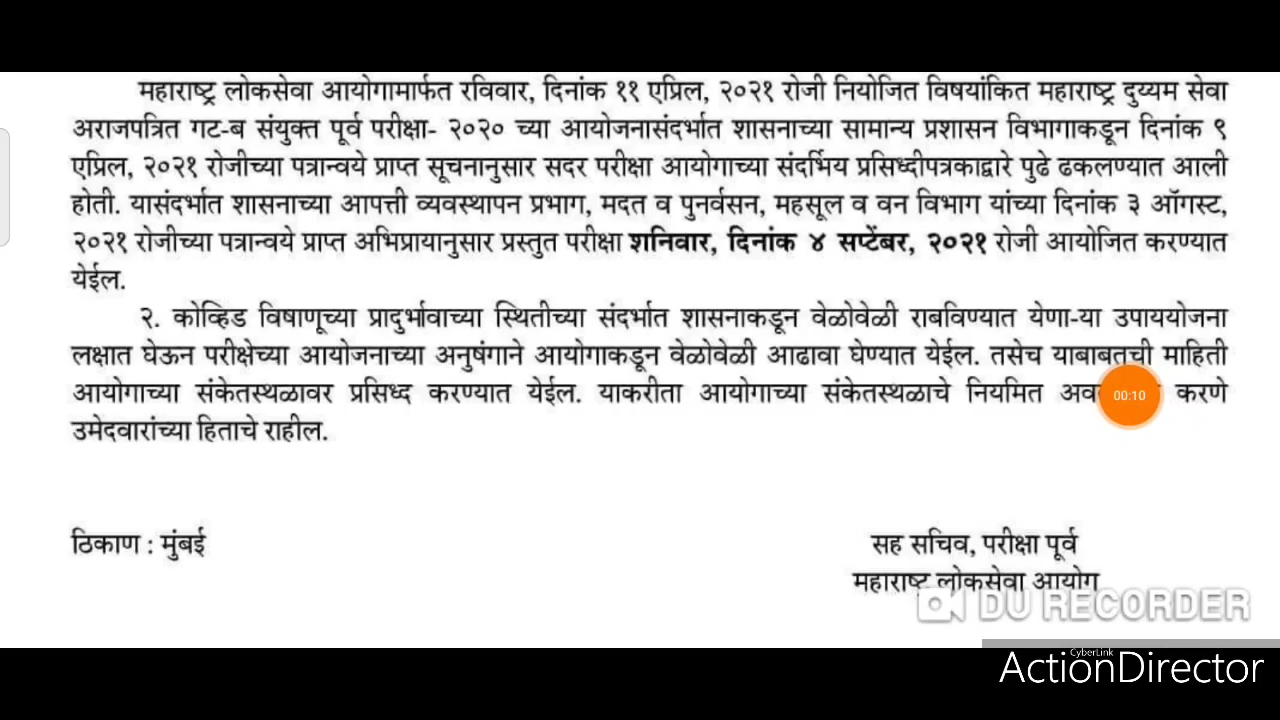 महाराष्ट्र लोकसेवा आयोगामार्फत रविवार, दिनांक ११ एप्रिल, २०२१ रोजी नियोजित विषयांकित महाराष्ट्र दुय्यम सेवा
अराजपत्रित गट-ब संयुक्त पूर्व परीक्षा- २०२० च्या आयोजनासंदर्भात शासनाच्या सामान्य प्रशासन विभागाकडून दिनांक ९
एप्रिल, २०२१ रोजीच्या पत्रान्वये प्राप्त सूचनानुसार सदर परीक्षा आयोगाच्या संदर्भिय प्रसिध्दीपत्रकाद्वारे पुढे ढकलण्यात आली
होती. यासंदर्भात शासनाच्या आपत्ती व्यवस्थापन प्रभाग, मदत व पुनर्वसन, महसूल व वन विभाग यांच्या दिनांक ३ ऑगस्ट,
२०२१ रोजीच्या पत्रान्वये प्राप्त अभिप्रायानुसार प्रस्तुत परीक्षा शनिवार, दिनांक ४ सप्टेंबर, २०२१ रोजी आयोजित करण्यात
येईल.
२. कोव्हिड विषाणूच्या प्रादुर्भावाच्या स्थितीच्या संदर्भात शासनाकडून वेळोवेळी राबविण्यात येणा-या उपाययोजना
लक्षात घेऊन परीक्षेच्या आयोजनाच्या अनुषंगाने आयोगाकडून वेळोवेळी आढावा घेण्यात येईल. तसेच याबाबतची माहिती
आयोगाच्या संकेतस्थळावर प्रसिध्द करण्यात येईल. याकरीता आयोगाच्या संकेतस्थळाचे नियमित करणे
00:10
उमेदवारांच्या हिताचे राहील.
ठिकाण : मुंबई
सह सचिव, परीक्षा पूर्व
महाराष्ट्र लोकसेवा आयोग
DU RECORDER
CyberLink
ActionDirector